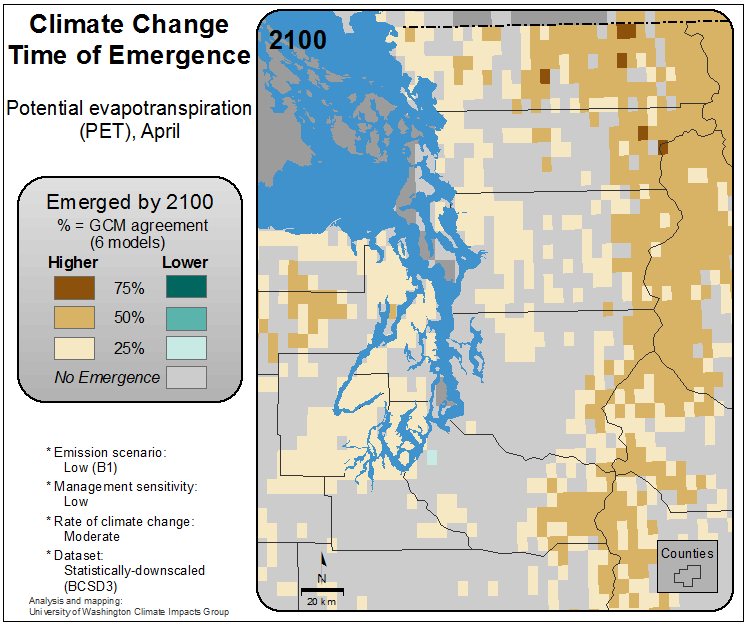 Climate Change
Time of Emergence
Potential evapotranspiration
(PET), April
Emerged by 2100
% = GCM agreement
(6 models)
Higher Lower
75%
50%
25%
No Emergence
* Emission scenario:
Low (B1)
* Management sensitivity:
Low
* Rate of climate change:
Moderate
* Dataset:
Statistically-downscaled
(BCSD3)
Analysis and mapping:
University of Washington Climate Impacts Group
2100
N
20 km
Counties